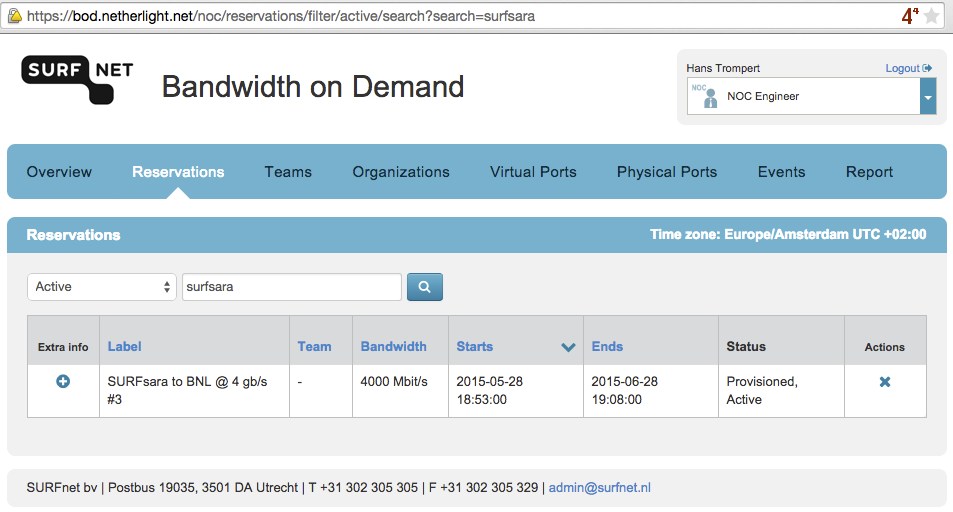 https://bod.netherlight.net/noc/reservations/filter/active/search?search=surfsara 4⁴
SURF NET
Bandwidth on Demand
Hans Trompert Logout
NOC NOC Engineer
Overview Reservations Teams Organizations Virtual Ports Physical Ports Events Report
Reservations Time zone: Europe/Amsterdam UTC +02:00
Active surfsara
Extra info Label Team Bandwidth Starts Ends Status Actions
SURFsara to BNL @ 4 gb/s - 4000 Mbit/s 2015-05-28 2015-06-28 Provisioned,
#3 18:53:00 19:08:00 Active
SURFnet bv | Postbus 19035, 3501 DA Utrecht | T +31 302 305 305 | F +31 302 305 329 | admin@surfnet.nl